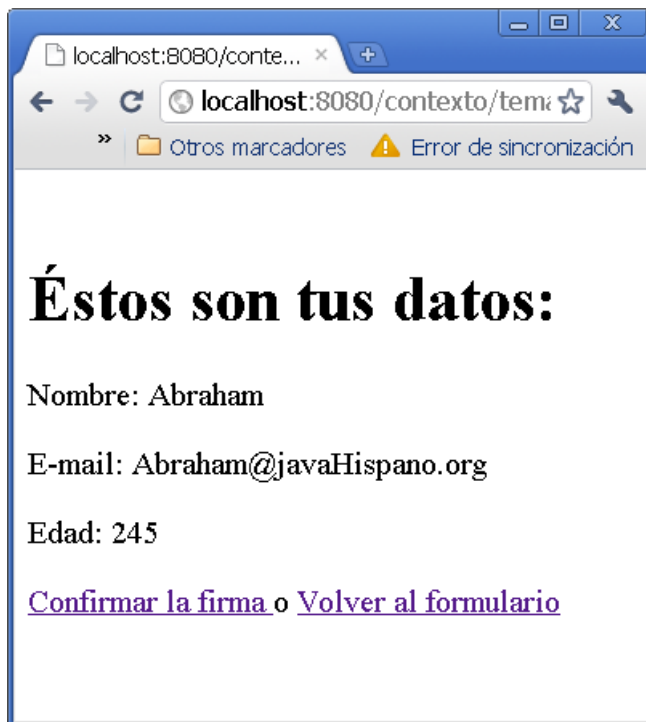 localhost:8080/conte...
localhost:8080/contexto/tema
» Otros marcadores Error de sincronización
Éstos son tus datos:
Nombre: Abraham
E-mail: Abraham@javaHispano.org
Edad: 245
Confirmar la firma o Volver al formulario